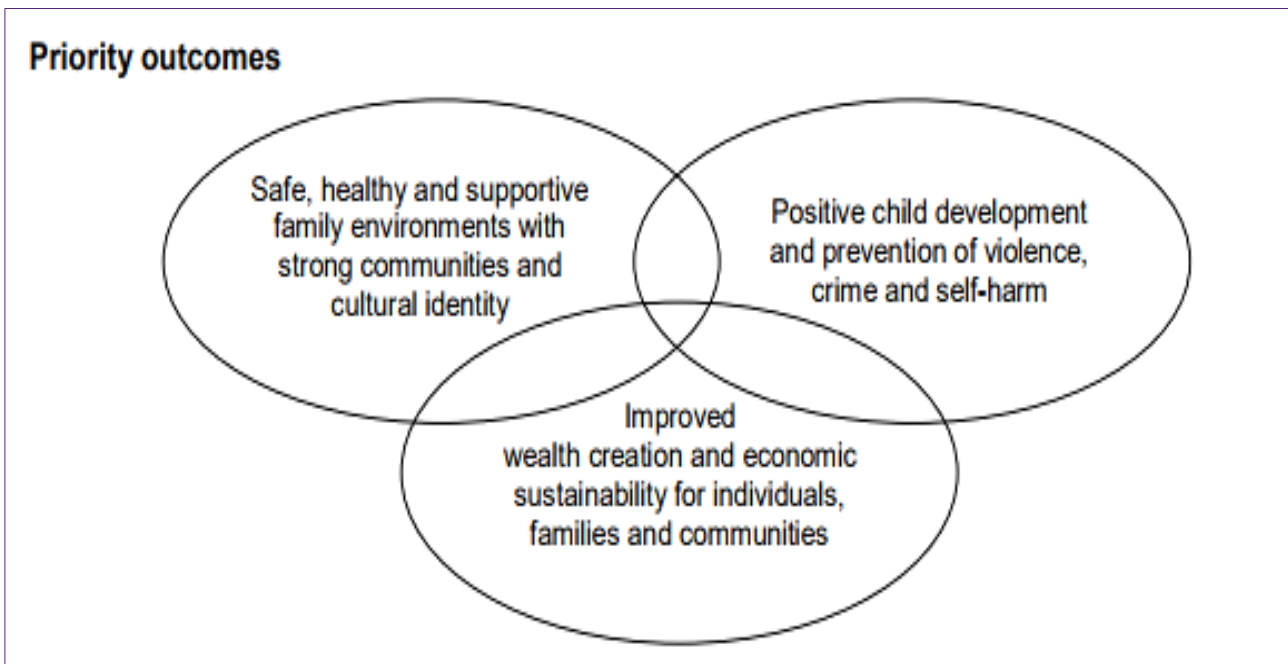 Priority outcomes
Safe, healthy and supportive
family environments with
strong communities and
cultural identity
Positive child development
and prevention of violence,
crime and self-harm
Improved
wealth creation and economic
sustainability for individuals,
families and communities